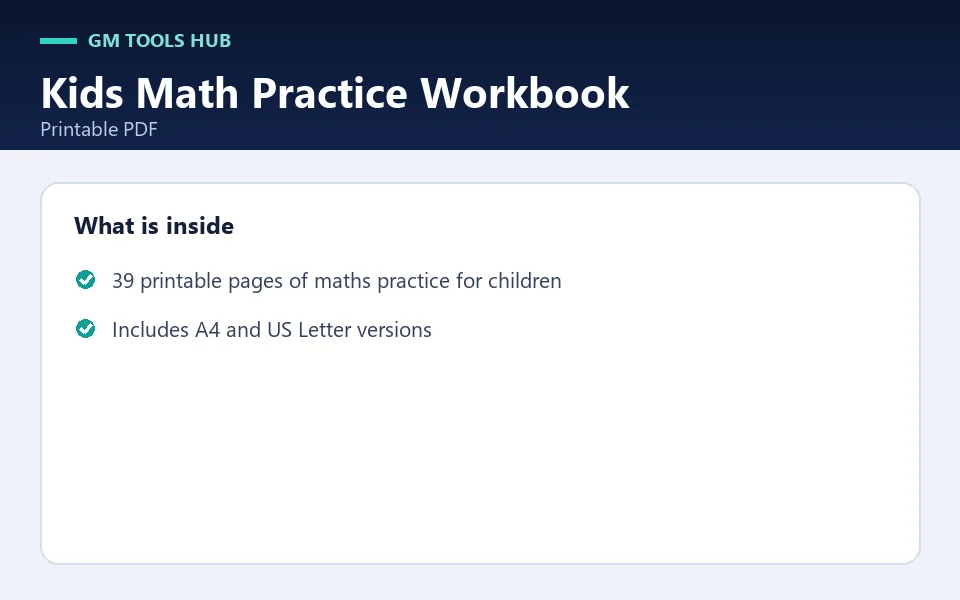 GM TOOLS HUB
Kids Math Practice Workbook
Printable PDF
What is inside
39 printable pages of maths practice for children
Includes A4 and US Letter versions